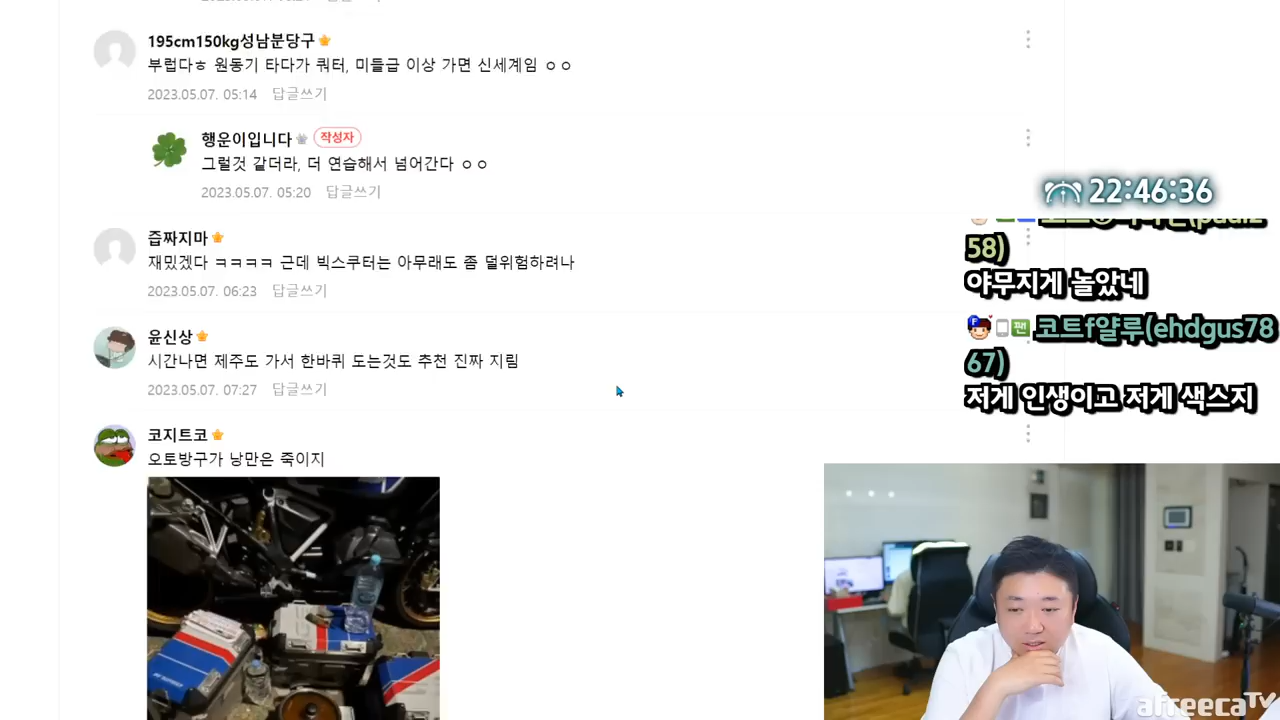 195cm150kg성남분당구
부럽다ㅎ 원동기 타다가 쿼터, 미들급 이상 가면 신세계임 ㅇㅇ
2023.05.07. 05:14 답글쓰기
행운이입니다 작성자
그럴것 같더라, 더 연습해서 넘어간다 ㅇㅇ
2023.05.07. 05:20 답글쓰기
22:46:36
즙짜지마
재밌겠다 ㅋㅋㅋㅋ 근데 빅스쿠터는 아무래도 좀 덜위험하려나
2023.05.07. 06:23 답글쓰기
58)
야무지게 놀았네
윤신상
시간나면 제주도 가서 한바퀴 도는것도 추천 진짜 지림
2023.05.07. 07:27 답글쓰기
F 팬 코트f얄루(ehdgus78
67)
저게 인생이고 저게 색스지
코지트코
오토방구가 낭만은 죽이지
afreecaTV